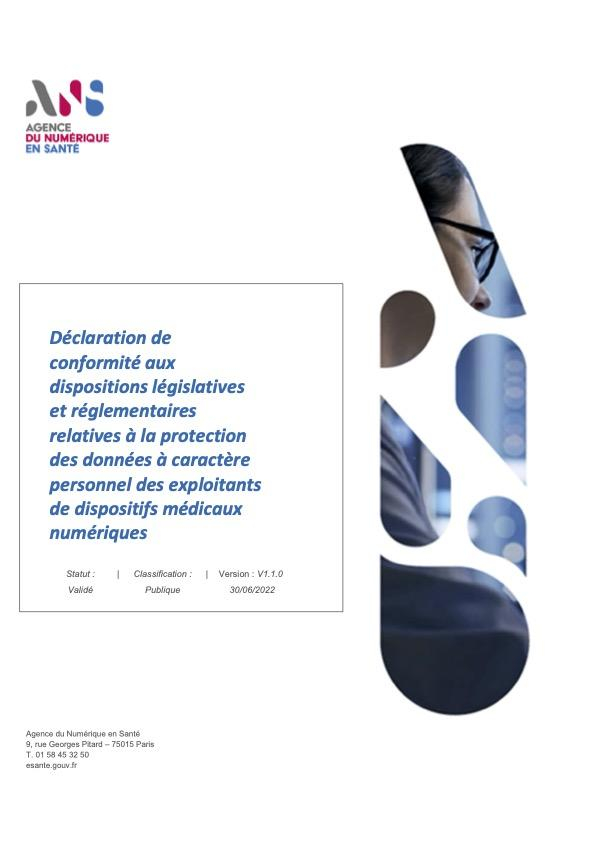 ANS
AGENCE
DU NUMÉRIQUE
EN SANTÉ
Déclaration de
conformité aux
dispositions législatives
et réglementaires
relatives à la protection
des données à caractère
personnel des exploitants
de dispositifs médicaux
numériques
Statut : | Classification : | Version : V1.1.0
Validé Publique 30/06/2022
Agence du Numérique en Santé
9, rue Georges Pitard – 75015 Paris
T. 01 58 45 32 50
esante.gouv.fr